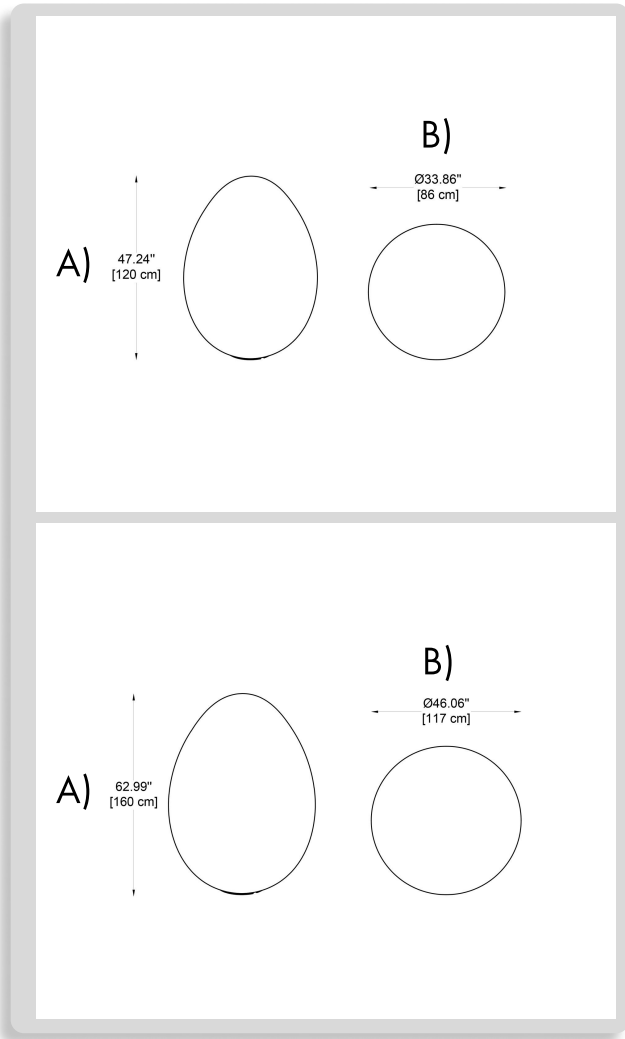 B)
Ø33.86"
[86 cm]
A)
47.24"
[120 cm]
B)
Ø46.06"
[117 cm]
A)
62.99"
[160 cm]